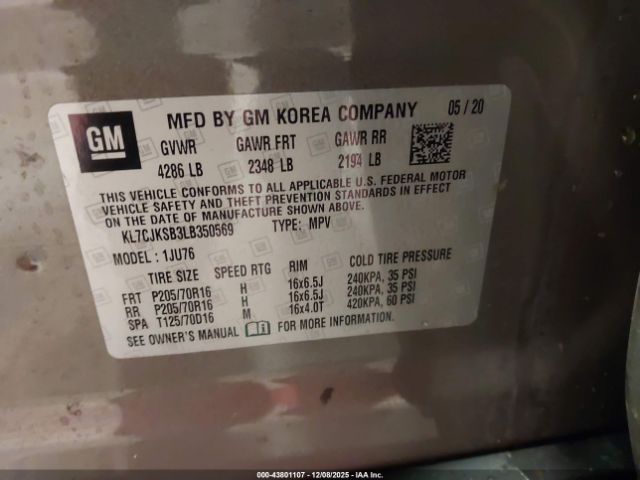 GM
MFD BY GM KOREA COMPANY 05/20
GVWR GAWR FRT GAWR RR
4286 LB 2348 LB 2194 LB
THIS VEHICLE CONFORMS TO ALL APPLICABLE U.S. FEDERAL MOTOR
VEHICLE SAFETY AND THEFT PREVENTION STANDARDS IN EFFECT
ON THE DATE OF MANUFACTURE SHOWN ABOVE.
KL7CJKSB3LB350569 TYPE: MPV
MODEL: 1JU76
TIRE SIZE SPEED RTG RIM COLD TIRE PRESSURE
FRT P205/70R16 H 16x6.5J 240KPA, 35 PSI
RR P205/70R16 H 16x6.5J 240KPA, 35 PSI
SPA T125/70D16 M 16x4.0T 420KPA, 60 PSI
SEE OWNER'S MANUAL FOR MORE INFORMATION.
000-43801107 - 12/08/2025 - IAA Inc.